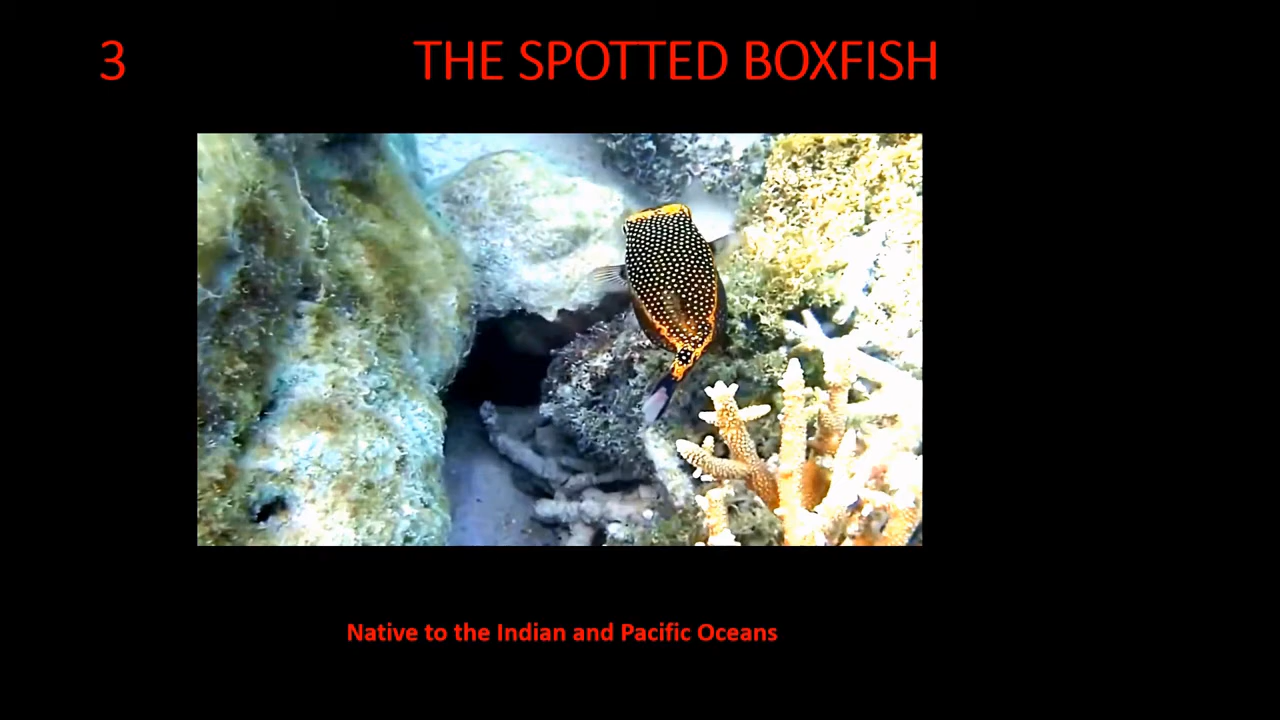 3 THE SPOTTED BOXFISH
Native to the Indian and Pacific Oceans